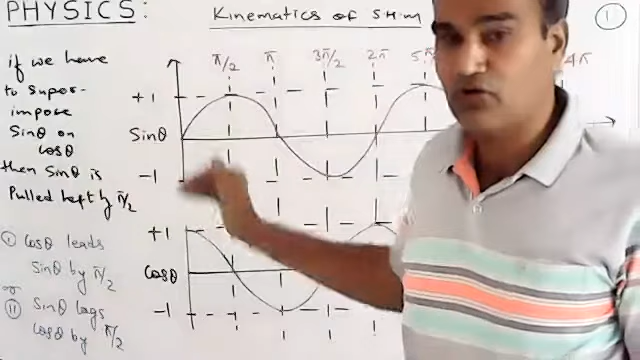 PHYSICS:
Kinematics of SHM
1
if we have
to super-
impose
Sinθ on
cosθ
then Sinθ is
Pulled Left by π/2
I cosθ leads
Sinθ by π/2
or
II Sinθ lags
cosθ by π/2
π/2 π 3π/2 2π 4π
+1
Sinθ
-1
+1
cosθ
-1